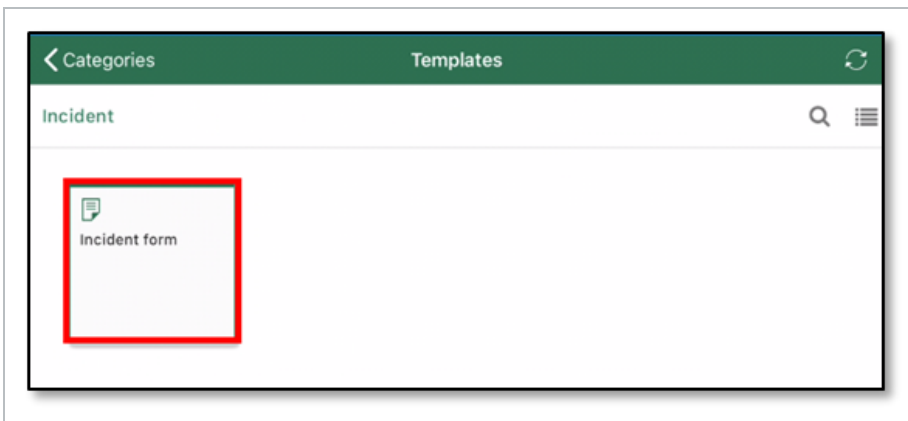 Categories
Templates
Incident
Incident form